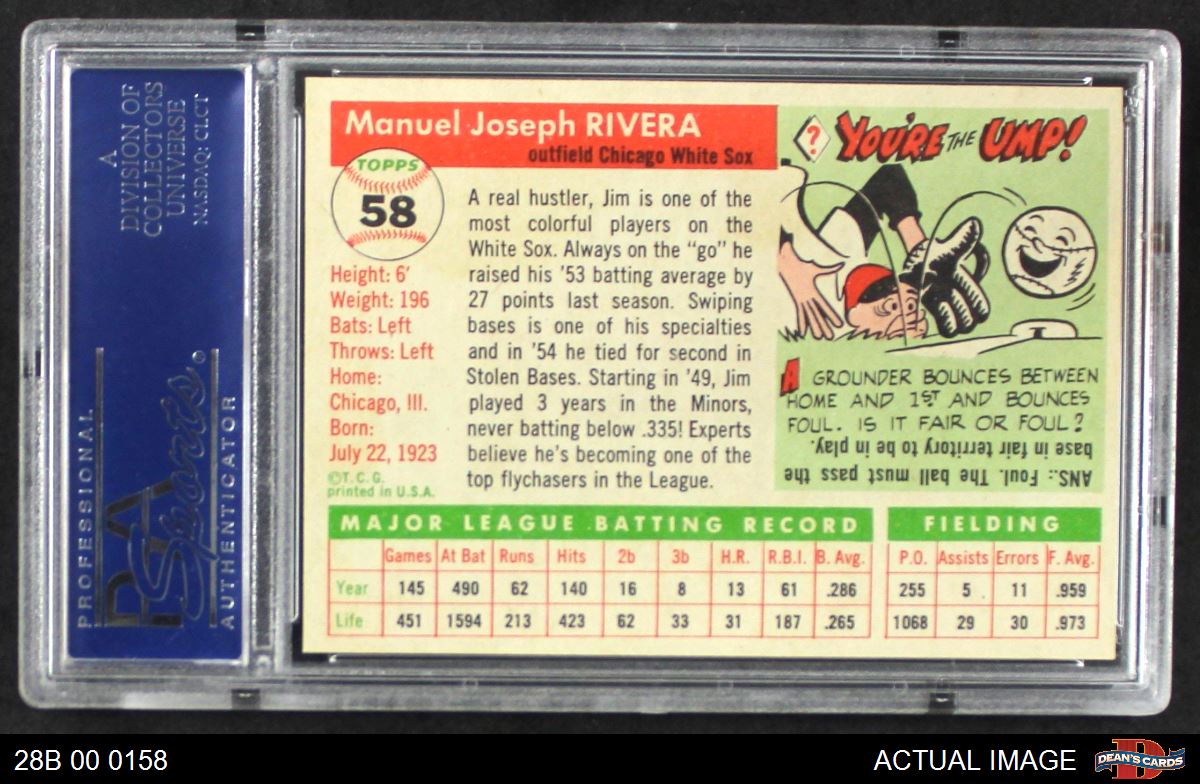 A
DIVISION OF
COLLECTORS
UNIVERSE
NASDAQ: CLCT
PROFESSIONAL
PSA
Sports
AUTHENTICATOR
Manuel Joseph RIVERA
outfield Chicago White Sox
TOPPS
58
Height: 6'
Weight: 196
Bats: Left
Throws: Left
Home:
Chicago, Ill.
Born:
July 22, 1923
©T.C.G.
printed in U.S.A.
A real hustler, Jim is one of the
most colorful players on the
White Sox. Always on the "go" he
raised his '53 batting average by
27 points last season. Swiping
bases is one of his specialties
and in '54 he tied for second in
Stolen Bases. Starting in '49, Jim
played 3 years in the Minors,
never batting below .335! Experts
believe he's becoming one of the
top flychasers in the League.
? YOU'RE THE UMP!
A GROUNDER BOUNCES BETWEEN
HOME AND 1ST AND BOUNCES
FOUL. IS IT FAIR OR FOUL?
ANS.: Foul. The ball must pass the
base in fair territory to be in play.
MAJOR LEAGUE BATTING RECORD
Games At Bat Runs Hits 2b 3b H.R. R.B.I. B. Avg.
Year 145 490 62 140 16 8 13 61 .286
Life 451 1594 213 423 62 33 31 187 .265
FIELDING
P.O. Assists Errors F. Avg.
255 5 11 .959
1068 29 30 .973
28B 00 0158
ACTUAL IMAGE
D
DEAN'S CARDS